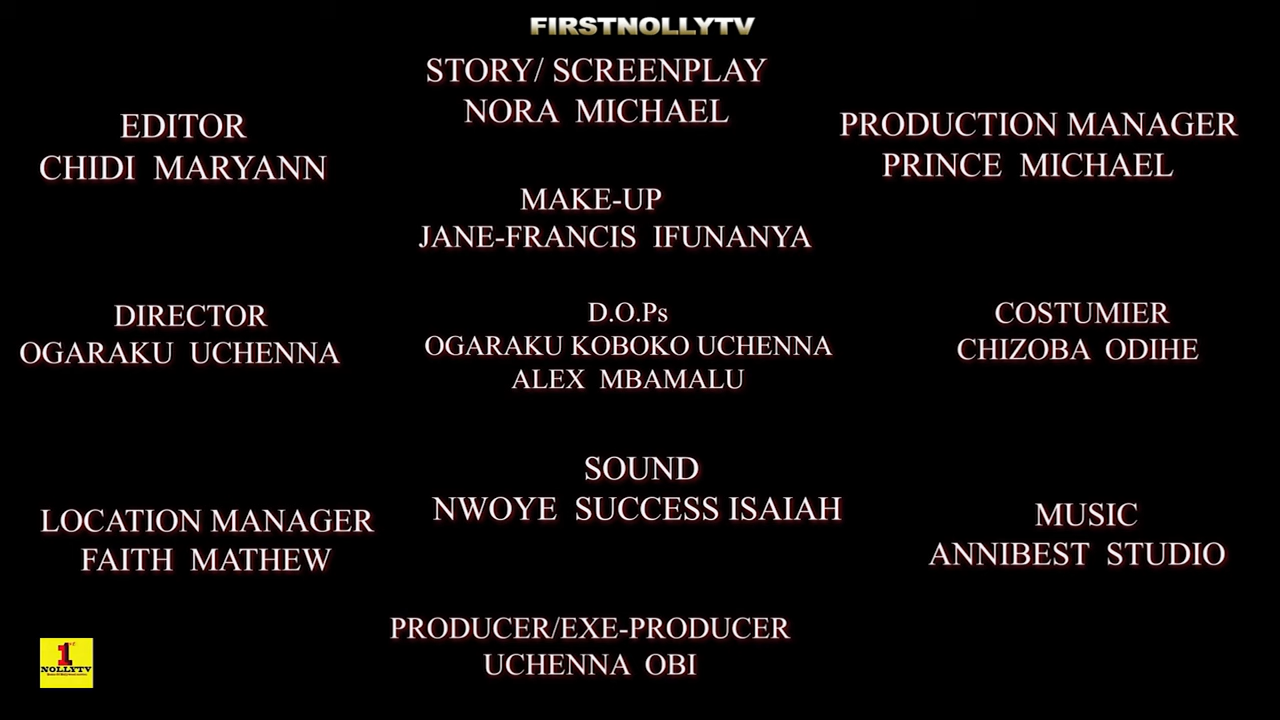 FIRSTNOLLYTV
STORY/ SCREENPLAY
NORA MICHAEL
EDITOR
CHIDI MARYANN
PRODUCTION MANAGER
PRINCE MICHAEL
MAKE-UP
JANE-FRANCIS IFUNANYA
DIRECTOR
OGARAKU UCHENNA
D.O.Ps
OGARAKU KOBOKO UCHENNA
ALEX MBAMALU
COSTUMIER
CHIZOBA ODIHE
SOUND
NWOYE SUCCESS ISAIAH
LOCATION MANAGER
FAITH MATHEW
MUSIC
ANNIBEST STUDIO
PRODUCER/EXE-PRODUCER
UCHENNA OBI
1ST
NOLLYTV